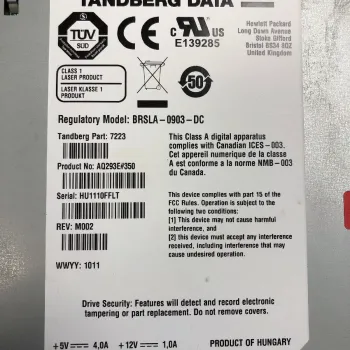 TANDBERG DATA
TÜV
SÜD
CE
c RU us
E139285
Hewlett Packard
Long Down Avenue
Stoke Gifford
Bristol BS34 8QZ
United Kingdom
CLASS 1
LASER PRODUCT
LASER KLASSE 1
PRODUKT
50
Regulatory Model: BRSLA-0903-DC
Tandberg Part: 7223
Product No: AQ293E#350
Serial: HU1110FFLT
REV: M002
WWYY: 1011
This Class A digital apparatus
complies with Canadian ICES-003.
Cet appareil numerique de la classe
A est conforme a la norme NMB-003
du Canada.
This device complies with part 15 of the
FCC Rules. Operation is subject to the
following two conditions:
[1] This device may not cause harmful
interference, and
[2] this device must accept any interference
received, including interference that may
cause undesired operation.
Drive Security: Features will detect and record electronic
tampering or part replacement. Do not remove any covers.
+5V ⎓ 4,0A +12V ⎓ 1,0A
PRODUCT OF HUNGARY